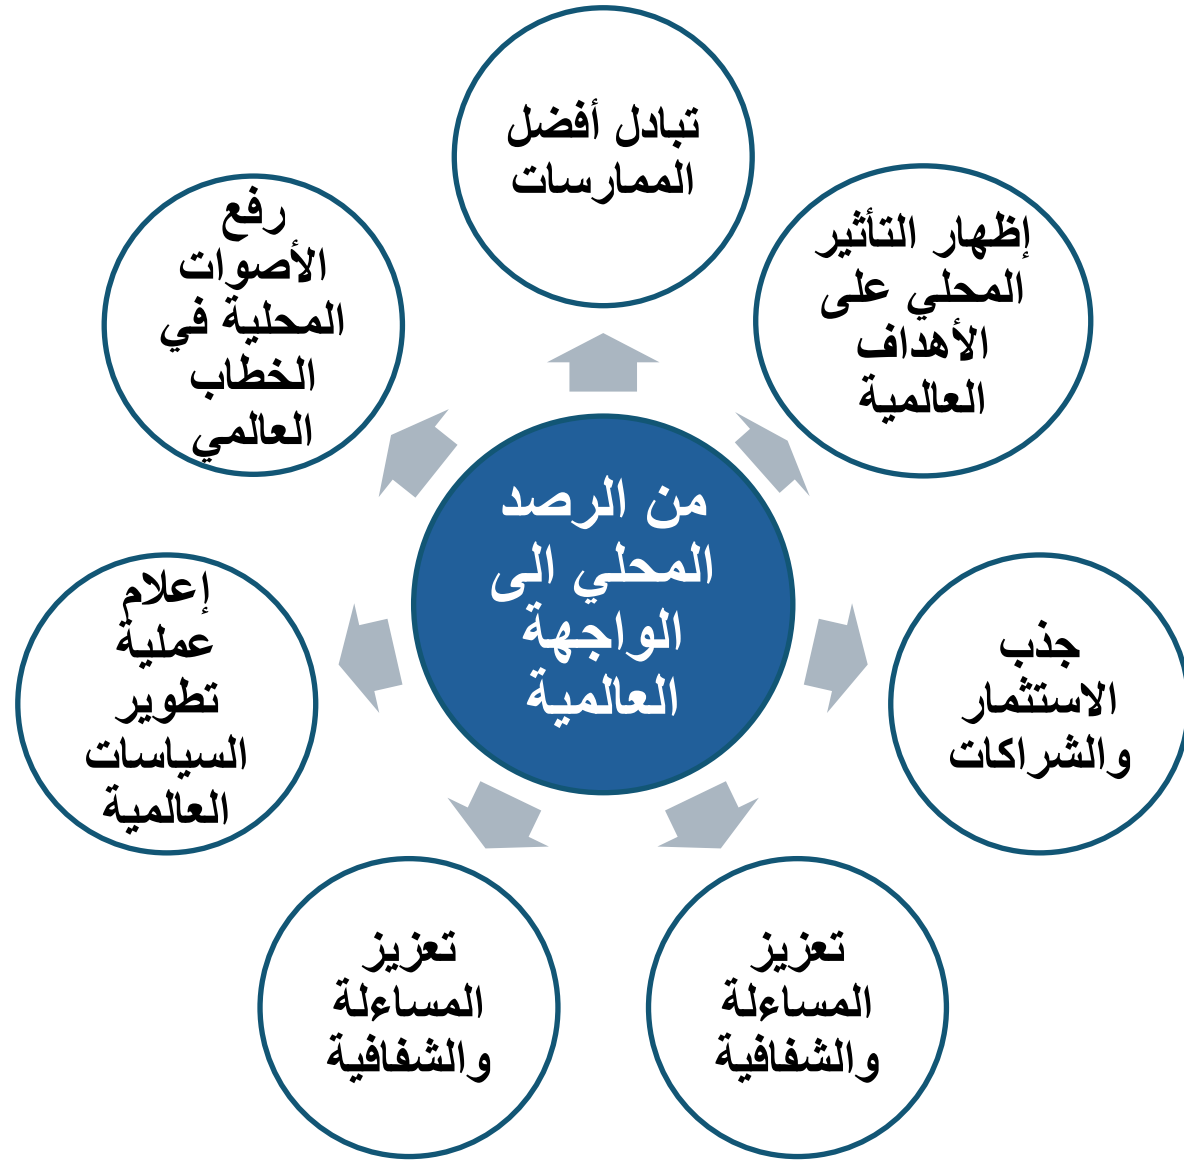 تبادل أفضل
الممارسات
إظهار التأثير
المحلي على
الأهداف
العالمية
جذب
الاستثمار
والشراكات
تعزيز
المساءلة
والشفافية
تعزيز
المساءلة
والشفافية
إعلام
عملية
تطوير
السياسات
العالمية
رفع
الأصوات
المحلية في
الخطاب
العالمي
من الرصد
المحلي الى
الواجهة
العالمية